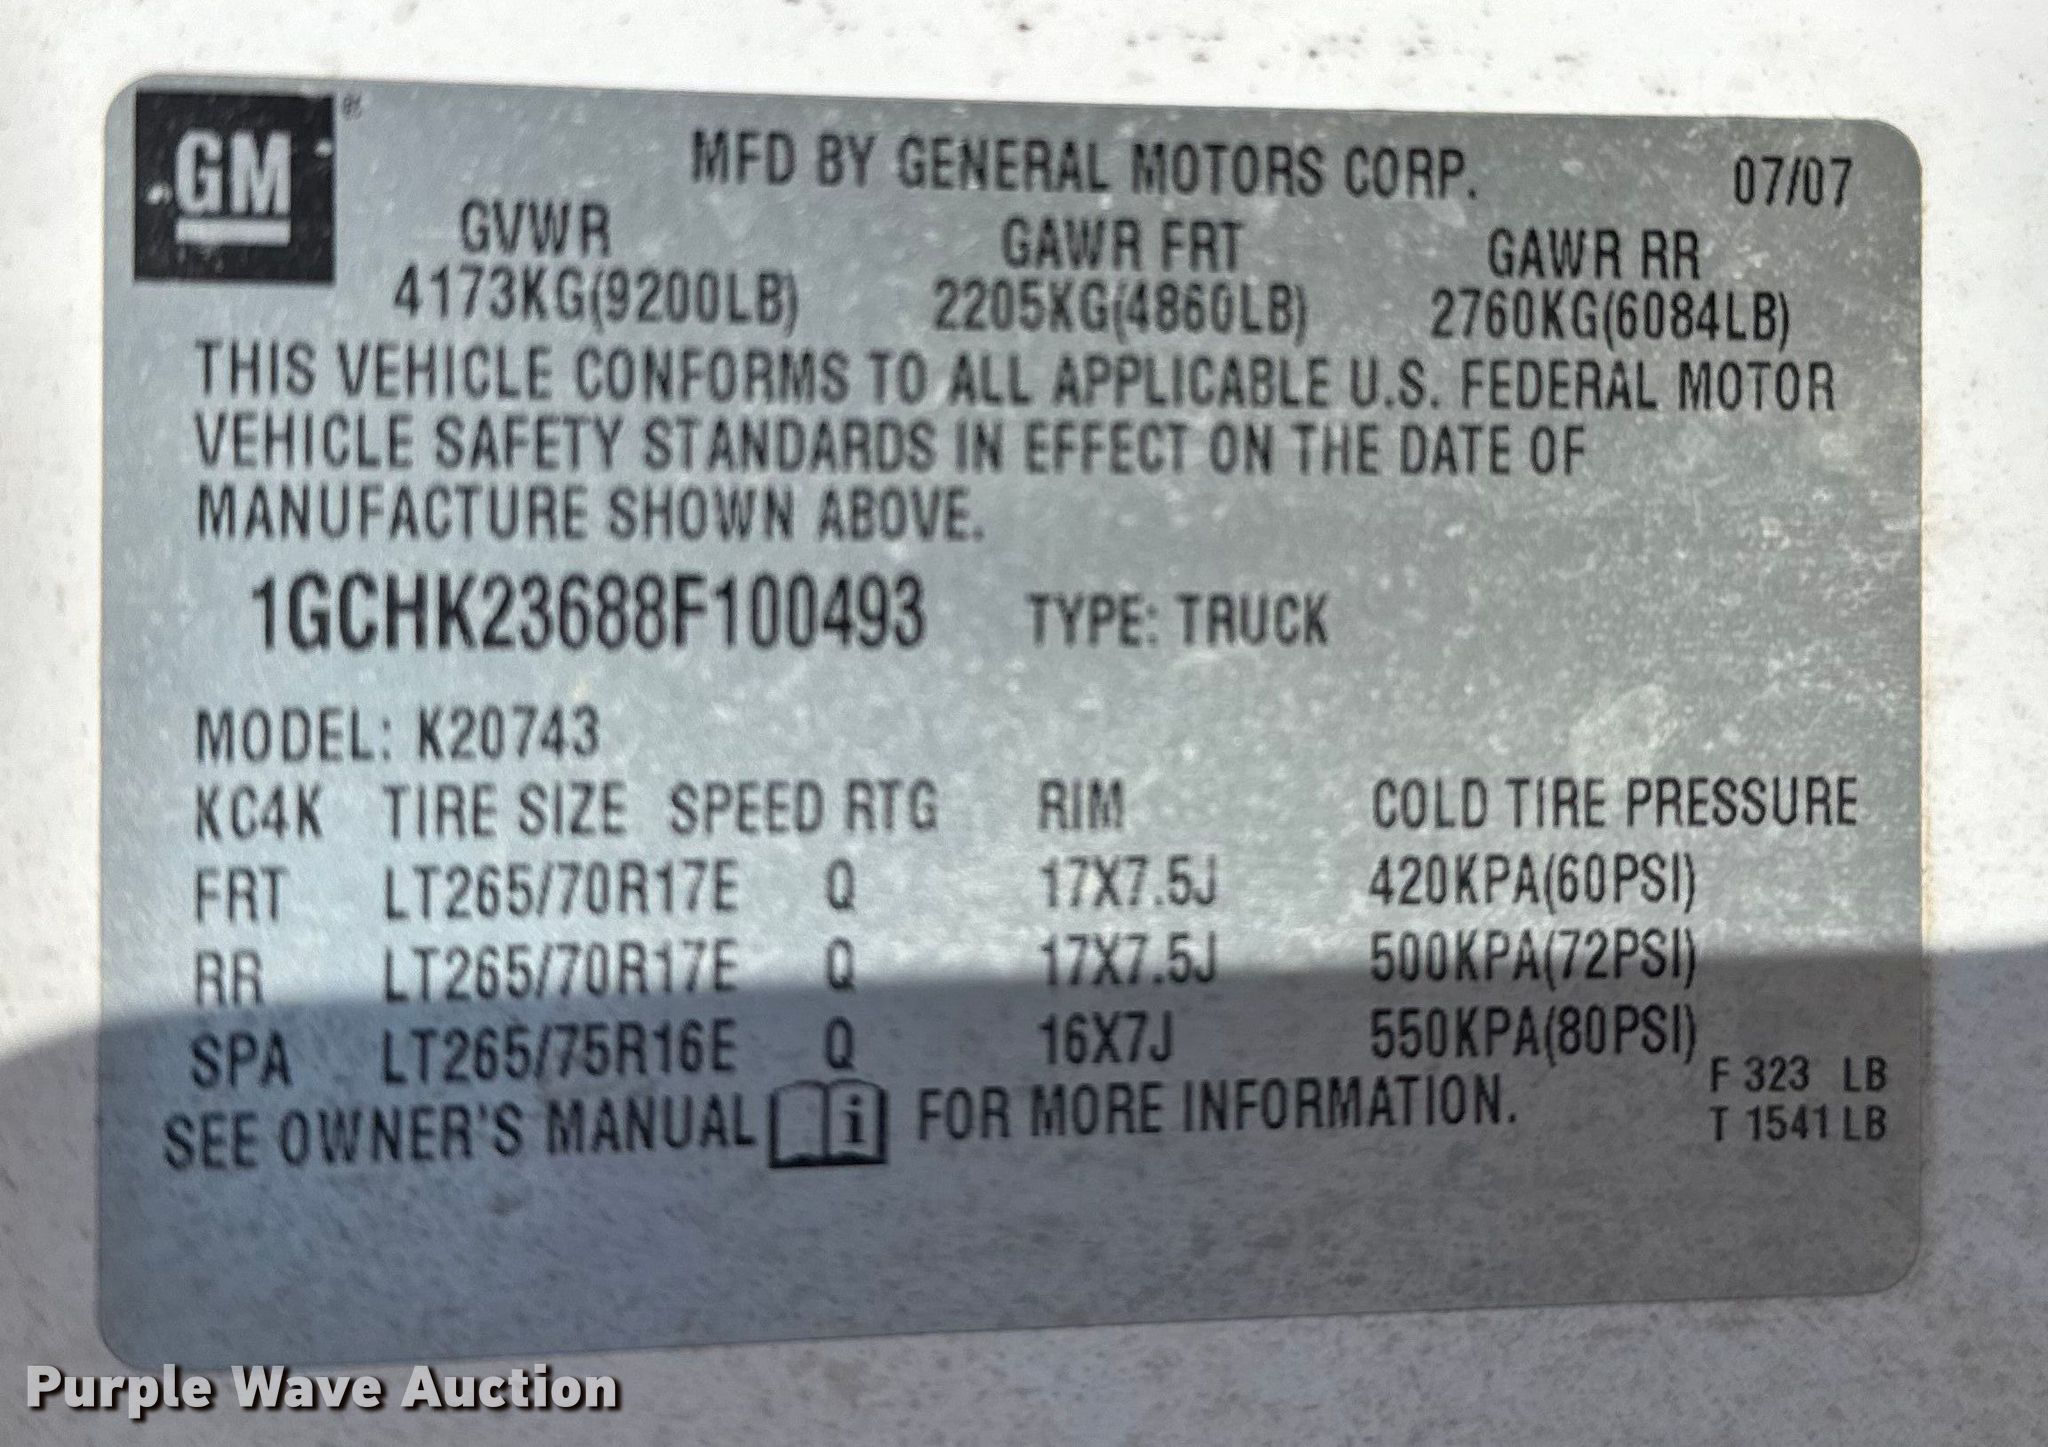 GM
MFD BY GENERAL MOTORS CORP. 07/07
GVWR GAWR FRT GAWR RR
4173KG(9200LB) 2205KG(4860LB) 2760KG(6084LB)
THIS VEHICLE CONFORMS TO ALL APPLICABLE U.S. FEDERAL MOTOR
VEHICLE SAFETY STANDARDS IN EFFECT ON THE DATE OF
MANUFACTURE SHOWN ABOVE.
1GCHK23688F100493 TYPE: TRUCK
MODEL: K20743
KC4K TIRE SIZE SPEED RTG RIM COLD TIRE PRESSURE
FRT LT265/70R17E Q 17X7.5J 420KPA(60PSI)
RR LT265/70R17E Q 17X7.5J 500KPA(72PSI)
SPA LT265/75R16E Q 16X7J 550KPA(80PSI)
SEE OWNER'S MANUAL i FOR MORE INFORMATION.
F 323 LB
T 1541 LB
Purple Wave Auction